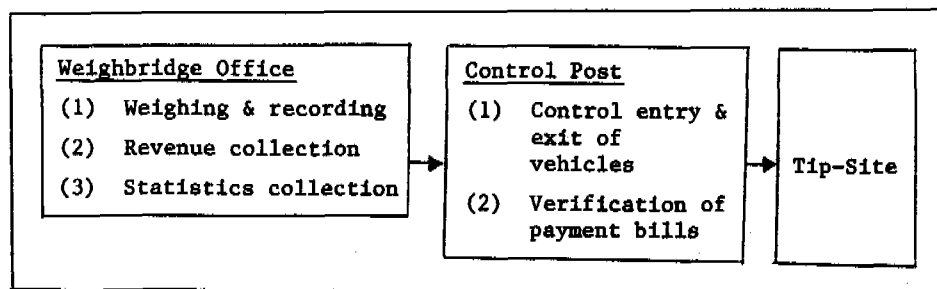 Weighbridge Office
(1) Weighing & recording
(2) Revenue collection
(3) Statistics collection
Control Post
(1) Control entry &
exit of
vehicles
(2) Verification of
payment bills
Tip-Site